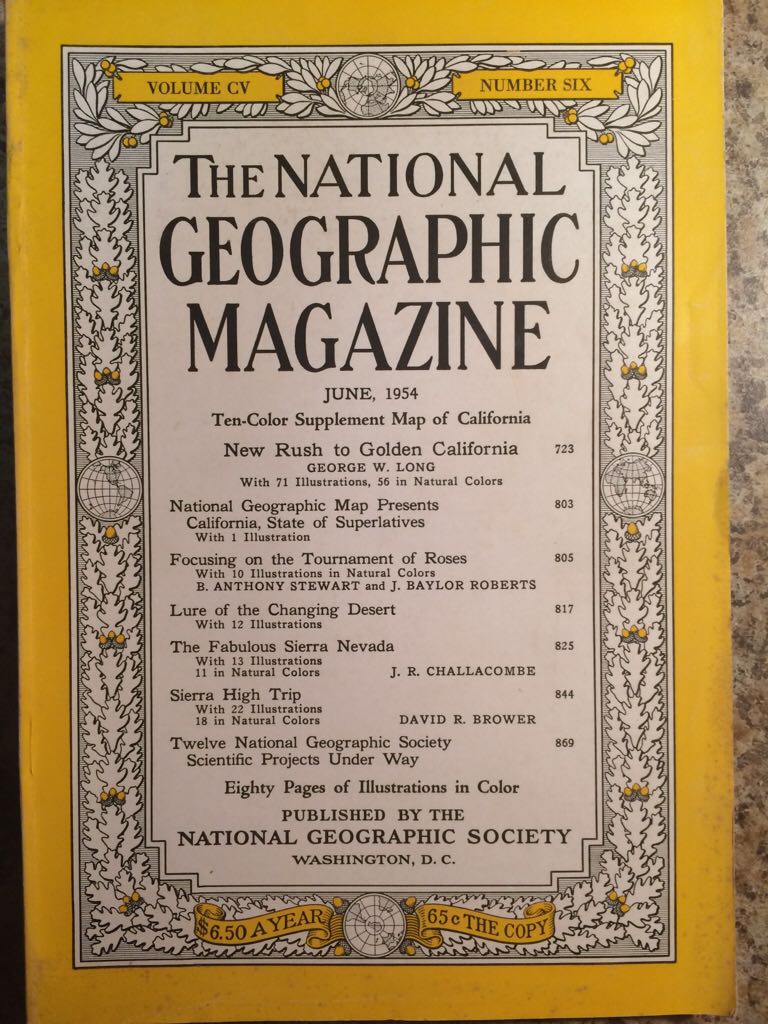 VOLUME CV
NUMBER SIX
THE NATIONAL
GEOGRAPHIC
MAGAZINE
JUNE, 1954
Ten-Color Supplement Map of California
New Rush to Golden California 723
GEORGE W. LONG
With 71 Illustrations, 56 in Natural Colors
National Geographic Map Presents 803
California, State of Superlatives
With 1 Illustration
Focusing on the Tournament of Roses 805
With 10 Illustrations in Natural Colors
B. ANTHONY STEWART and J. BAYLOR ROBERTS
Lure of the Changing Desert 817
With 12 Illustrations
The Fabulous Sierra Nevada 825
With 13 Illustrations
11 in Natural Colors J. R. CHALLACOMBE
Sierra High Trip 844
With 22 Illustrations
18 in Natural Colors DAVID R. BROWER
Twelve National Geographic Society 869
Scientific Projects Under Way
Eighty Pages of Illustrations in Color
PUBLISHED BY THE
NATIONAL GEOGRAPHIC SOCIETY
WASHINGTON, D. C.
$6.50 A YEAR
65c THE COPY